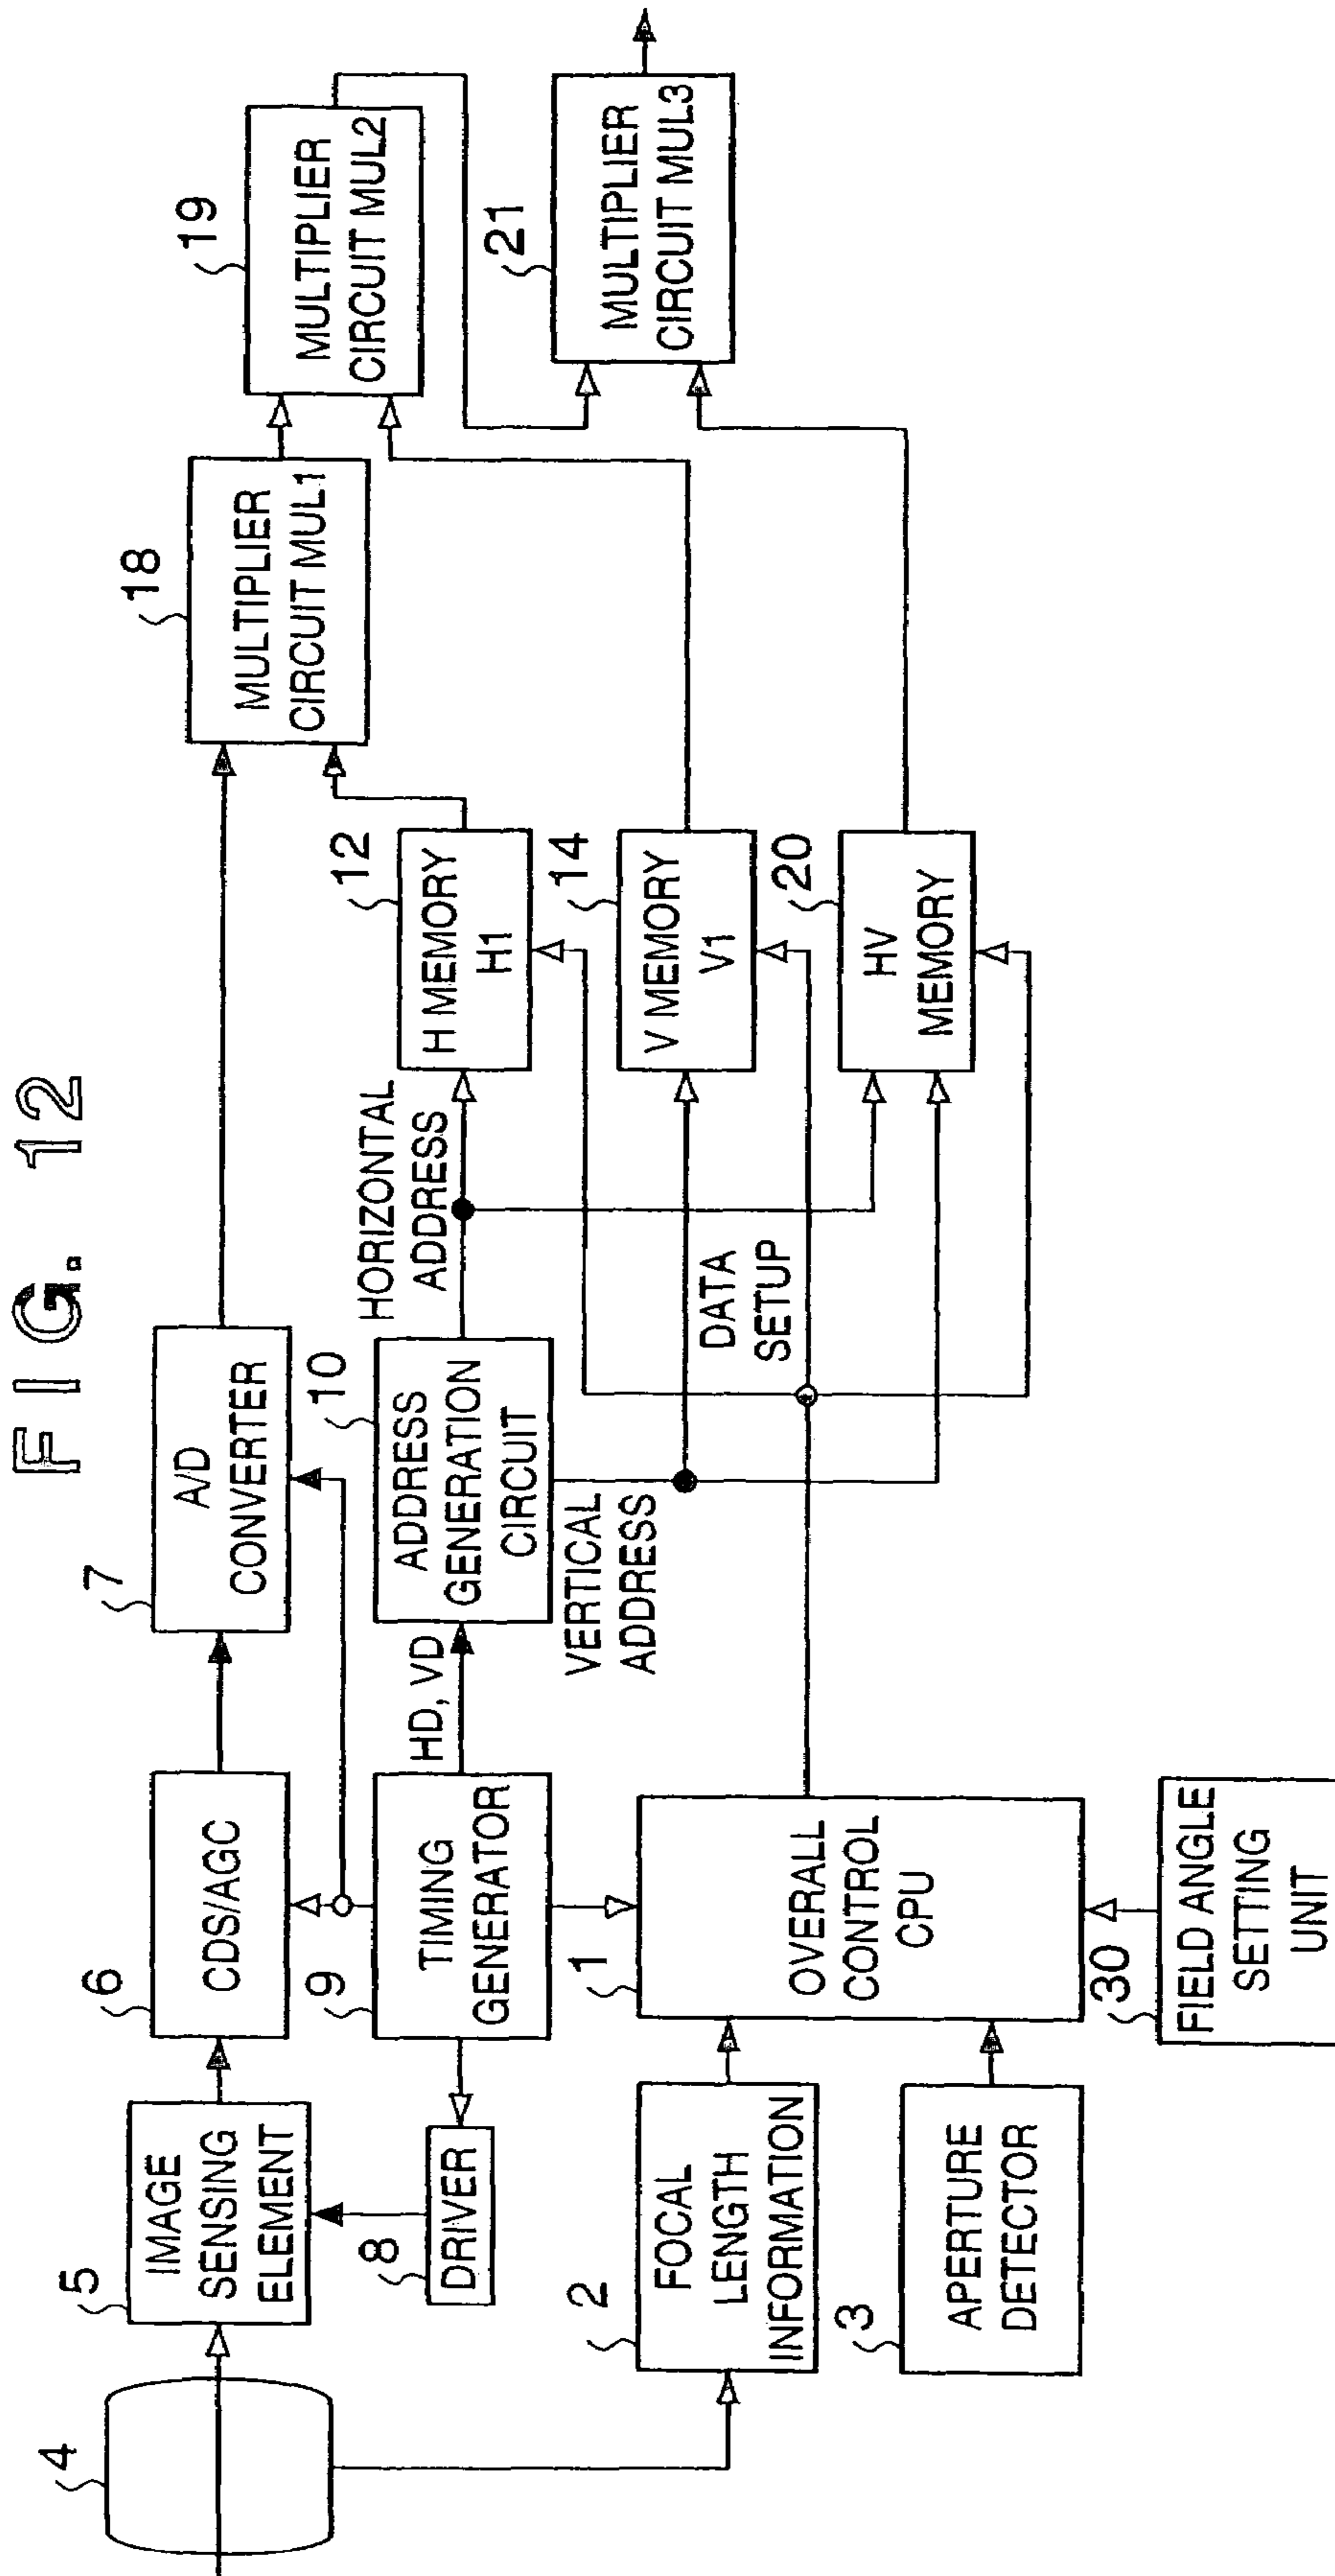 FIG. 12
4
5
IMAGE
SENSING
ELEMENT
6
CDS/AGC
7
A/D
CONVERTER
18
MULTIPLIER
CIRCUIT MUL1
19
MULTIPLIER
CIRCUIT MUL2
8
DRIVER
9
TIMING
GENERATOR
HD, VD
10
ADDRESS
GENERATION
CIRCUIT
HORIZONTAL
ADDRESS
VERTICAL
ADDRESS
12
H MEMORY
H1
21
MULTIPLIER
CIRCUIT MUL3
2
FOCAL
LENGTH
INFORMATION
1
OVERALL
CONTROL
CPU
DATA
SETUP
14
V MEMORY
V1
3
APERTURE
DETECTOR
20
HV
MEMORY
30
FIELD ANGLE
SETTING
UNIT